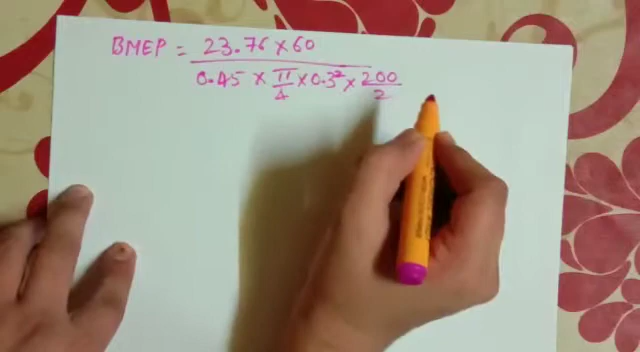 BMEP = 23.76 × 60
0.45 × π/4 × 0.3² × 200/2